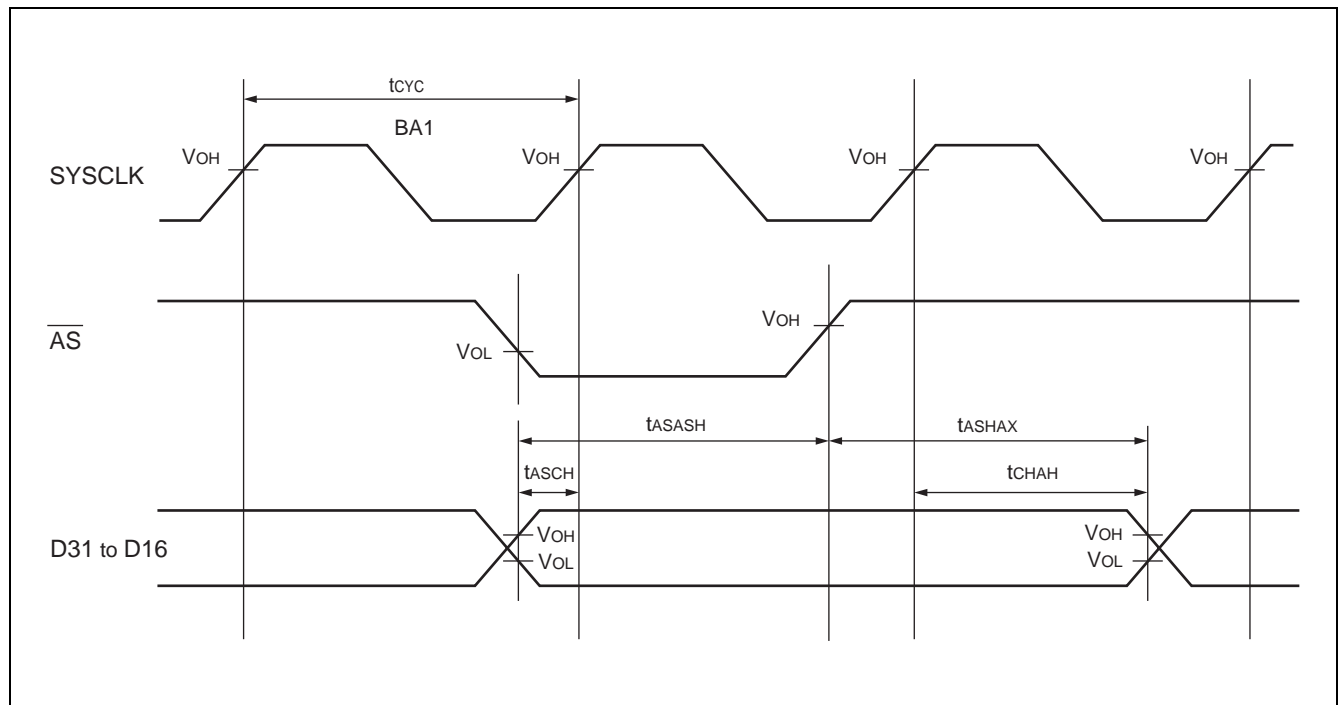 tCYC
BA1
VOH VOH VOH VOH
SYSCLK
VOH
AS
VOL
tASASH tASHAX
tASCH tCHAH
VOH VOH
D31 to D16
VOL VOL